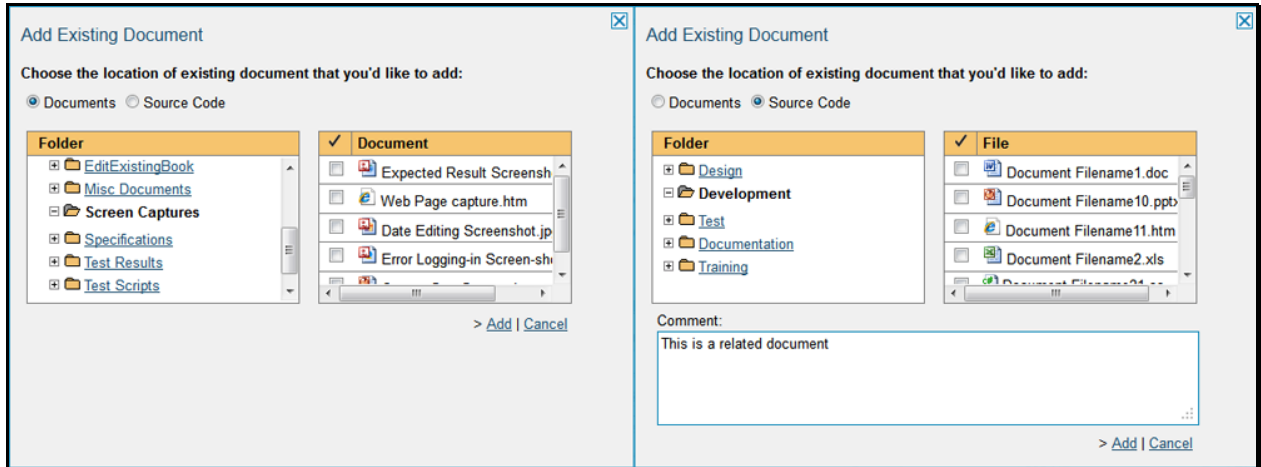 Add Existing Document
Choose the location of existing document that you'd like to add:
Documents Source Code
Folder
EditExistingBook
Misc Documents
Screen Captures
Specifications
Test Results
Test Scripts
✓ Document
Expected Result Screensh
Web Page capture.htm
Date Editing Screenshot.jp
Error Logging-in Screen-sh
> Add | Cancel
Add Existing Document
Choose the location of existing document that you'd like to add:
Documents Source Code
Folder
Design
Development
Test
Documentation
Training
✓ File
Document Filename1.doc
Document Filename10.pptx
Document Filename11.htm
Document Filename2.xls
Comment:
This is a related document
> Add | Cancel